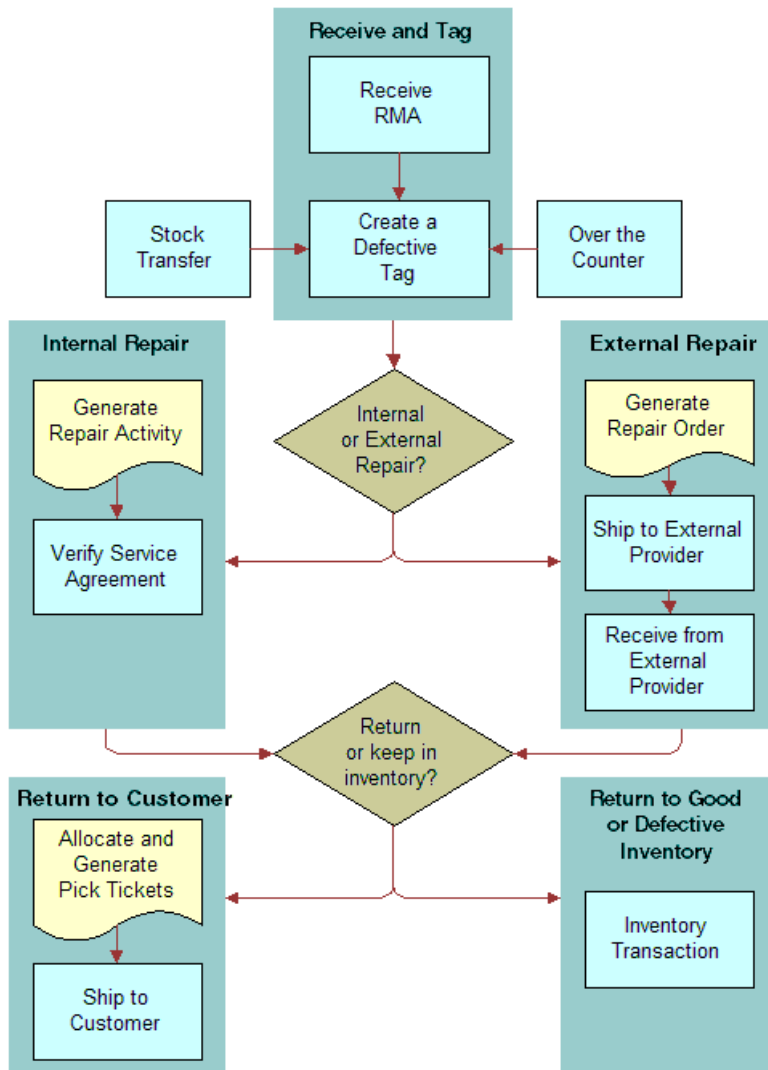 Receive and Tag
Receive
RMA
Stock
Transfer
Create a
Defective
Tag
Over the
Counter
Internal Repair
Generate
Repair Activity
Verify Service
Agreement
Internal
or External
Repair?
External Repair
Generate
Repair Order
Ship to External
Provider
Receive from
External
Provider
Return
or keep in
inventory?
Return to Customer
Allocate and
Generate
Pick Tickets
Ship to
Customer
Return to Good
or Defective
Inventory
Inventory
Transaction